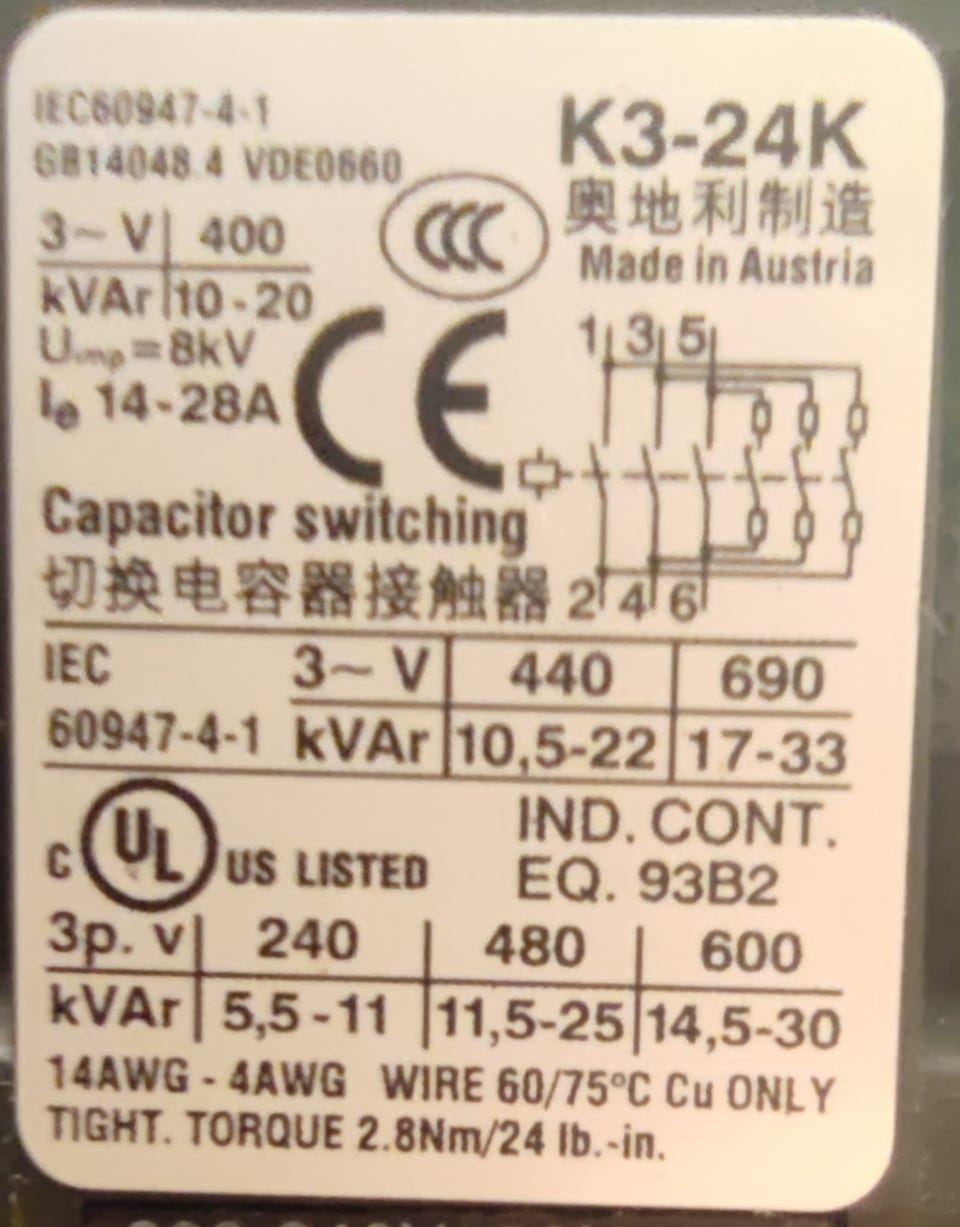 IEC60947-4-1
GB14048.4 VDE0660
K3-24K
奥地利制造
Made in Austria
CCC
3~ V 400
kVAr 10-20
Uimp=8kV
Ie 14-28A
CE
1 3 5
Capacitor switching
切换电容器接触器
2 4 6
IEC 3~ V 440 690
60947-4-1 kVAr 10,5-22 17-33
C UL US LISTED
IND. CONT.
EQ. 93B2
3p. v 240 480 600
kVAr 5,5-11 11,5-25 14,5-30
14AWG - 4AWG WIRE 60/75°C Cu ONLY
TIGHT. TORQUE 2.8Nm/24 lb.-in.